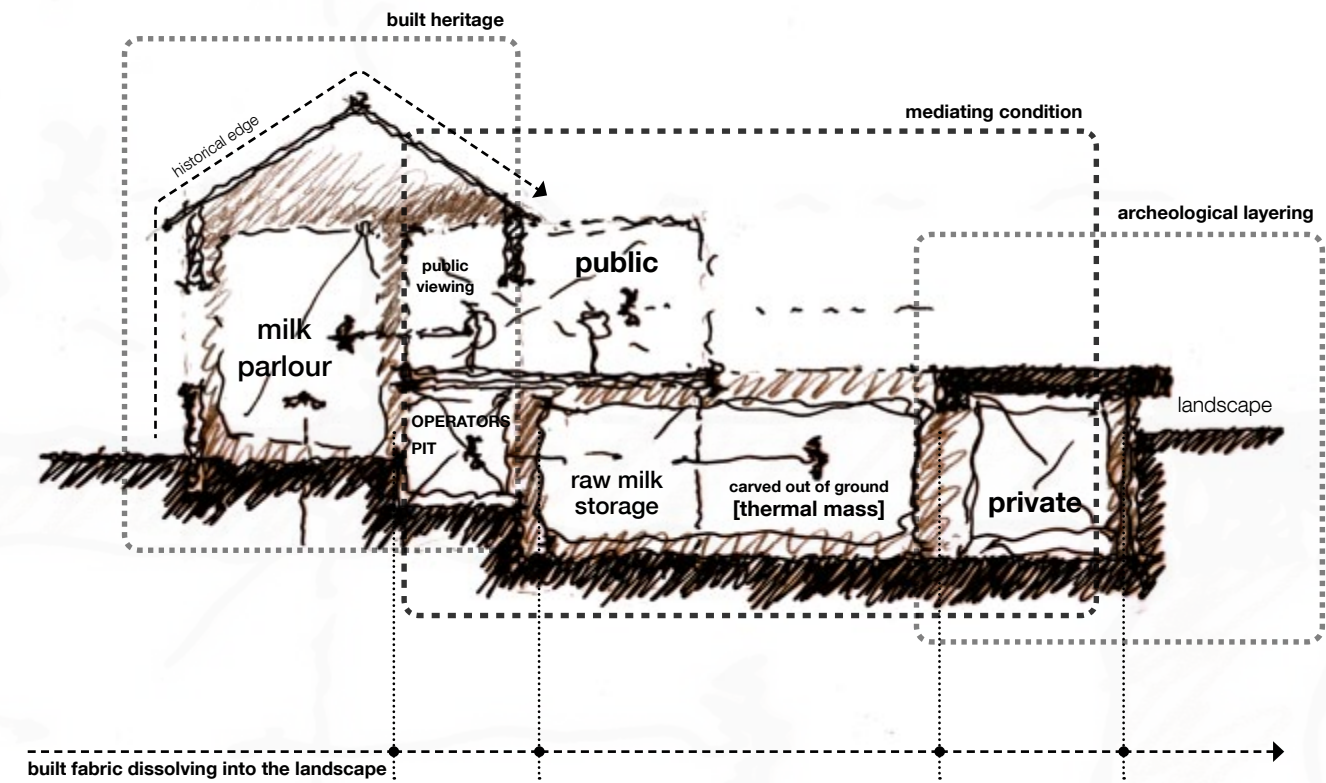 built heritage
mediating condition
historical edge
archeological layering
public
viewing
public
milk
parlour
landscape
OPERATORS
PIT
raw milk
storage
carved out of ground
[thermal mass]
private
built fabric dissolving into the landscape